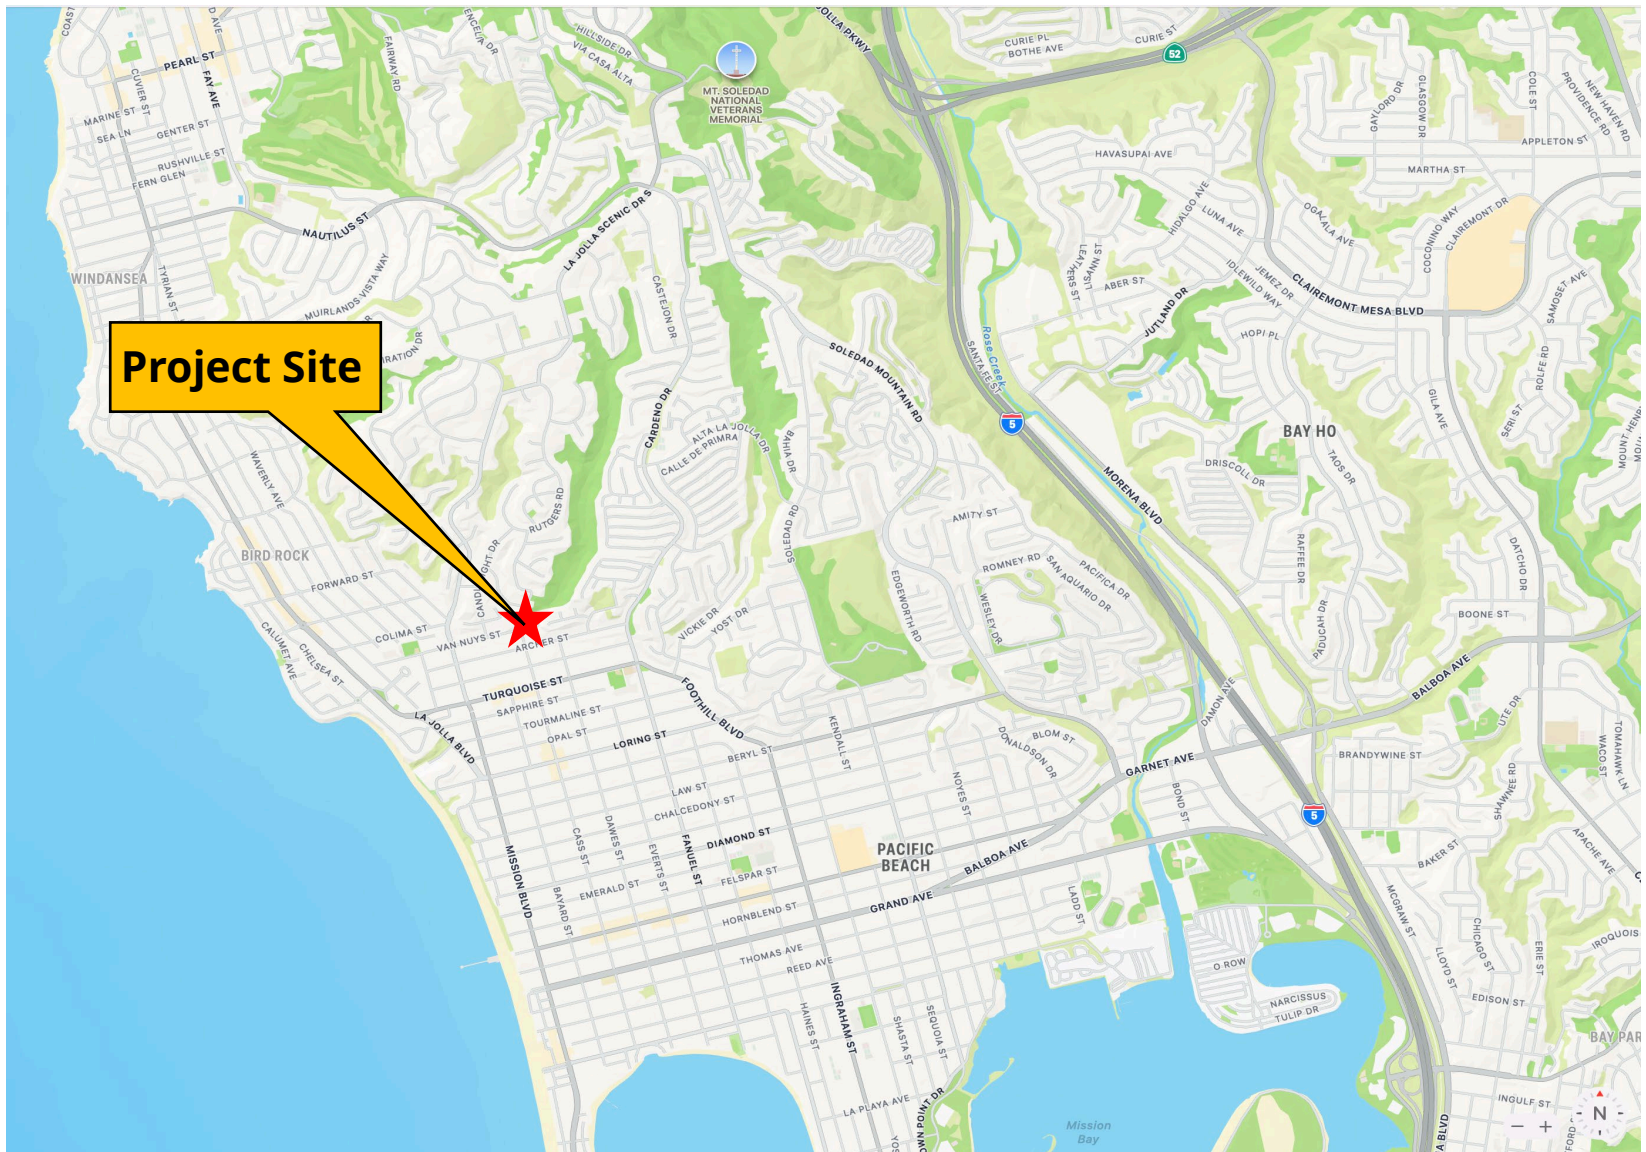 COAST
PEARL ST
FAY AVE
CUVIER ST
MARINE ST
SEA LN
GENTER ST
RUSHVILLE ST
FERN GLEN
FAIRWAY RD
HILLSIDE DR
VIA CASA ALTA
MT. SOLEDAD
NATIONAL
VETERANS
MEMORIAL
CURIE PL
BOTHE AVE
CURIE ST
52
GAYLORD DR
GLASGOW DR
COLE ST
PROVIDENCE RD
NEW HAVEN RD
APPLETON ST
HAVASUPAI AVE
MARTHA ST
NAUTILUS ST
LA JOLLA SCENIC DR S
HIDALGO AVE
LUNA AVE
OGALALA AVE
COCONINO WAY
CLAIREMONT DR
WINDANSEA
TYRIAN ST
MUIRLANDS VISTA WAY
CASTEJON DR
LEATHERS ST
LISANN ST
ABER ST
IDLEWILD WAY
JEMEZ DR
CLAIREMONT MESA BLVD
SAMOSET AVE
JUTLAND DR
HOPI PL
Project Site
IRATION DR
SOLEDAD MOUNTAIN RD
Rose Creek
SANTA FE ST
ROLFE RD
CARDENO DR
ALTA LA JOLLA DR
CALLE DE PRIMRA
BAHIA DR
5
BAY HO
GILA AVE
SERI ST
WAVERLY AVE
RUTGERS RD
SOLEDAD RD
AMITY ST
MORENA BLVD
DRISCOLL DR
TAOS DR
BIRD ROCK
FORWARD ST
EDGEWORTH RD
ROMNEY RD
SAN AQUARIO DR
PACIFICA DR
RAFFEE DR
DATCHO DR
COLIMA ST
VAN NUYS ST
ARCHER ST
VICKIE DR
YOST DR
WESLEY DR
PADUCAH DR
BOONE ST
CALUMET AVE
CHELSEA ST
TURQUOISE ST
SAPPHIRE ST
TOURMALINE ST
OPAL ST
FOOTHILL BLVD
DAMON AVE
BALBOA AVE
UTE DR
LA JOLLA BLVD
LORING ST
BERYL ST
KENDALL ST
DONALDSON DR
BLOM ST
GARNET AVE
BRANDYWINE ST
WACO ST
TOMAHAWK LN
LAW ST
CHALCEDONY ST
NOYES ST
BOND ST
SHAWNEE RD
5
DIAMOND ST
PACIFIC
BEACH
BALBOA AVE
BAKER ST
APACHE AVE
MISSION BLVD
CASS ST
DAWES ST
EVERTS ST
FANUEL ST
FELSPAR ST
EMERALD ST
BAYARD ST
HORNBLEND ST
GRAND AVE
LADD ST
MCGRAW ST
THOMAS AVE
REED AVE
O ROW
LLOYD ST
CHICAGO ST
ERIE ST
IROQUOIS
NARCISSUS
TULIP DR
EDISON ST
HAINES ST
INGRAHAM ST
SHASTA ST
SEQUOIA ST
BAY PAR
LA PLAYA AVE
Mission
Bay
INGULF ST
N